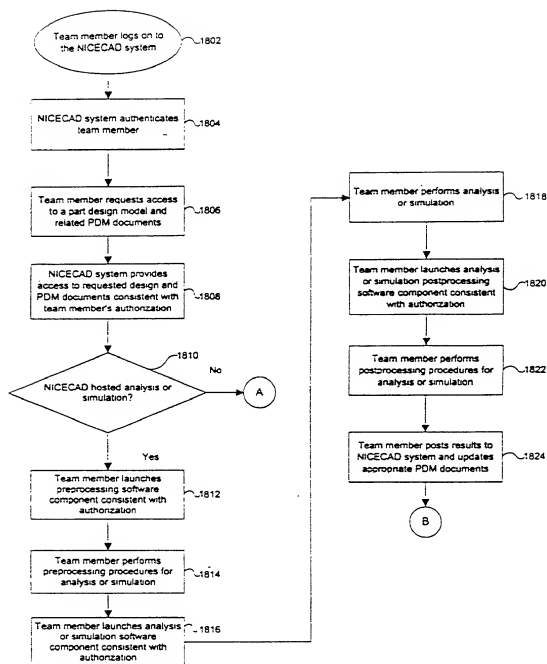 Team member logs on to
the NICECAD system
1802
NICECAD system authenticates
team member
1804
Team member requests access
to a part design model and
related PDM documents
1806
NICECAD system provides
access to requested design and
PDM documents consistent with
team member's authorization
1808
1810
NICECAD hosted analysis or
simulation?
No
A
Yes
Team member launches
preprocessing software
component consistent with
authorization
1812
Team member performs
preprocessing procedures for
analysis or simulation
1814
Team member launches analysis
or simulation software
component consistent with
authorization
1816
Team member performs analysis
or simulation
1818
Team member launches analysis
or simulation postprocessing
software component consistent
with authorization
1820
Team member performs
postprocessing procedures for
analysis or simulation
1822
Team member posts results to
NICECAD system and updates
appropriate PDM documents
1824
B